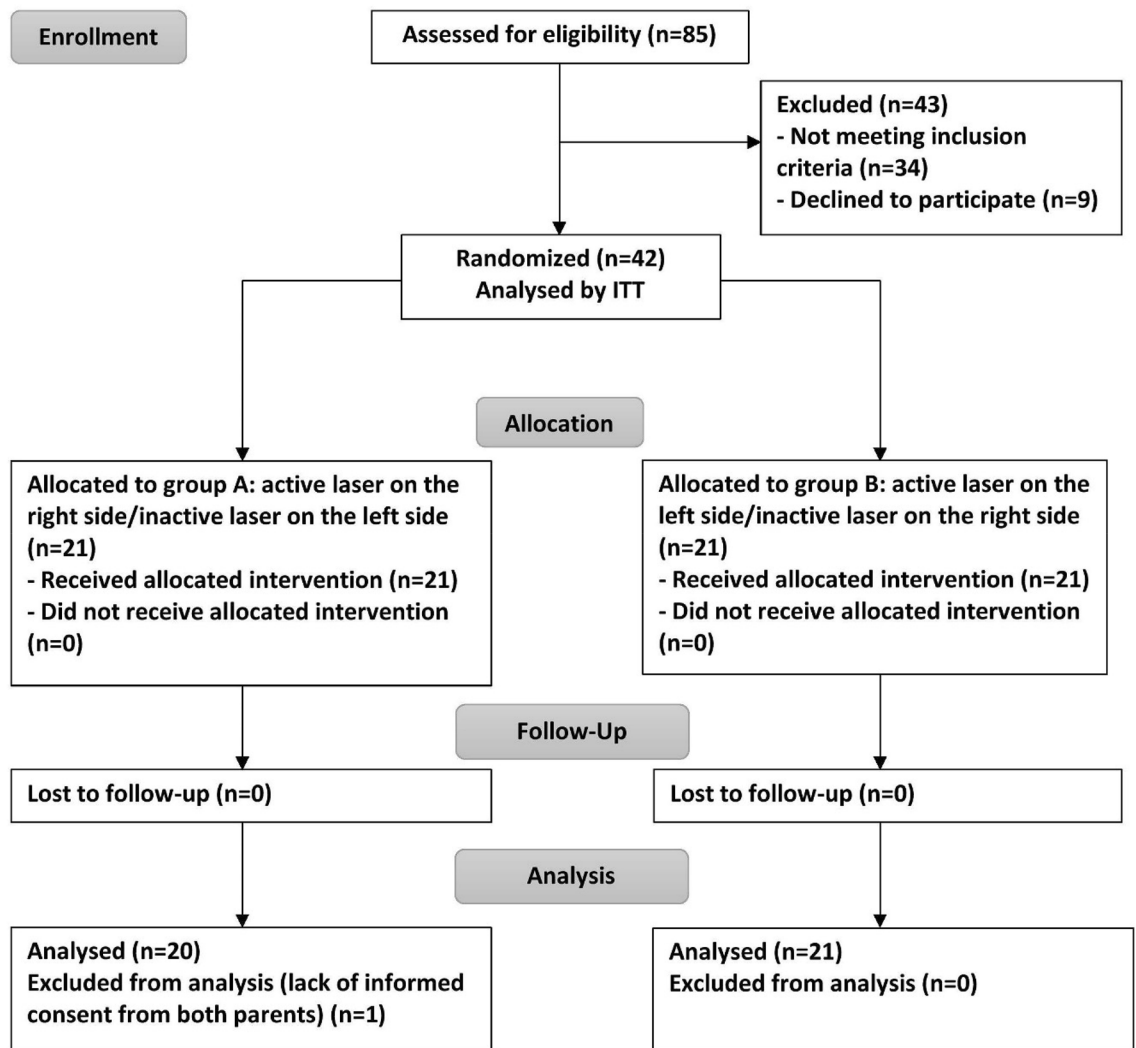 Enrollment
Assessed for eligibility (n=85)
Excluded (n=43)
- Not meeting inclusion
criteria (n=34)
- Declined to participate (n=9)
Randomized (n=42)
Analysed by ITT
Allocation
Allocated to group A: active laser on the
right side/inactive laser on the left side
(n=21)
- Received allocated intervention (n=21)
- Did not receive allocated intervention
(n=0)
Allocated to group B: active laser on the
left side/inactive laser on the right side
(n=21)
- Received allocated intervention (n=21)
- Did not receive allocated intervention
(n=0)
Follow-Up
Lost to follow-up (n=0)
Lost to follow-up (n=0)
Analysis
Analysed (n=20)
Excluded from analysis (lack of informed
consent from both parents) (n=1)
Analysed (n=21)
Excluded from analysis (n=0)